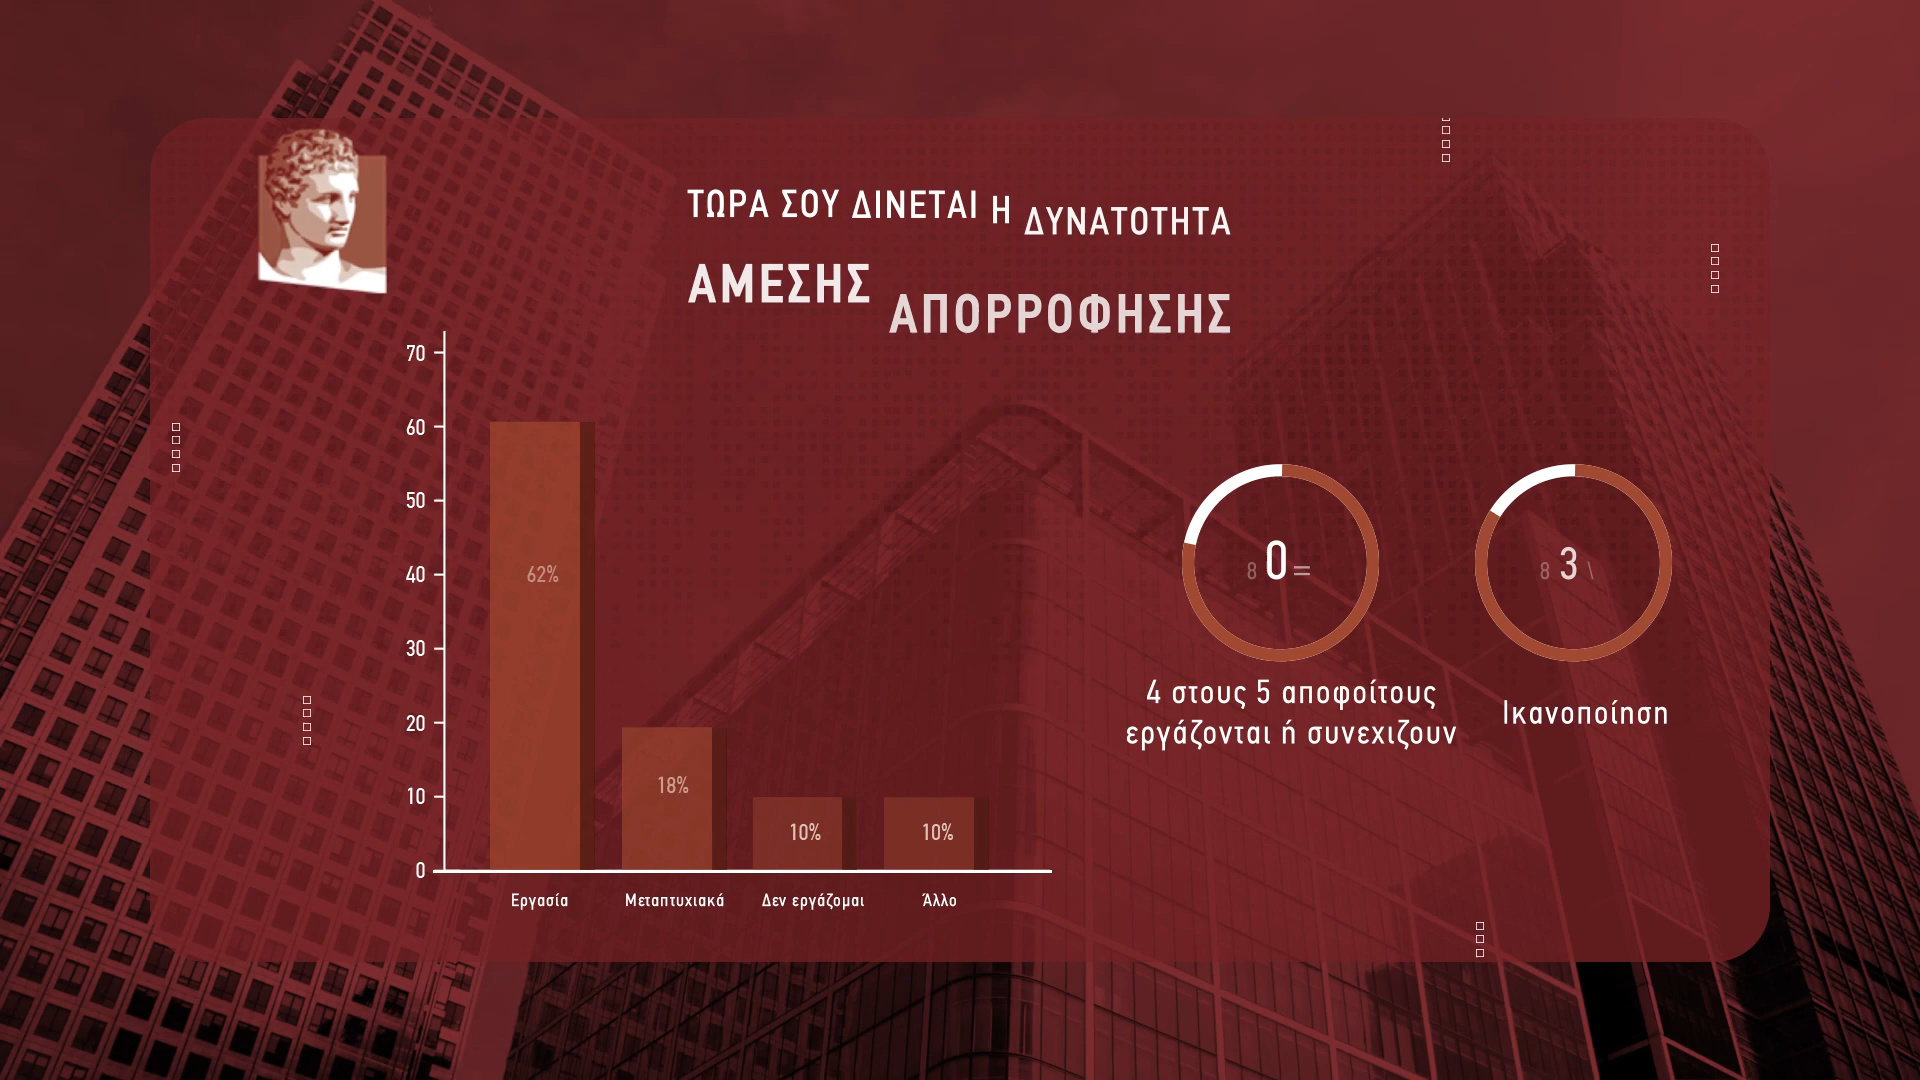 ΤΩΡΑ ΣΟΥ ΔΙΝΕΤΑΙ Η ΔΥΝΑΤΟΤΗΤΑ
ΑΜΕΣΗΣ ΑΠΟΡΡΟΦΗΣΗΣ
70
60
50
40
30
20
10
0
62%
18%
10%
10%
Εργασία
Μεταπτυχιακά
Δεν εργάζομαι
Άλλο
8 0 =
8 3 \
4 στους 5 αποφοίτους
εργάζονται ή συνεχιζουν
Ικανοποίηση